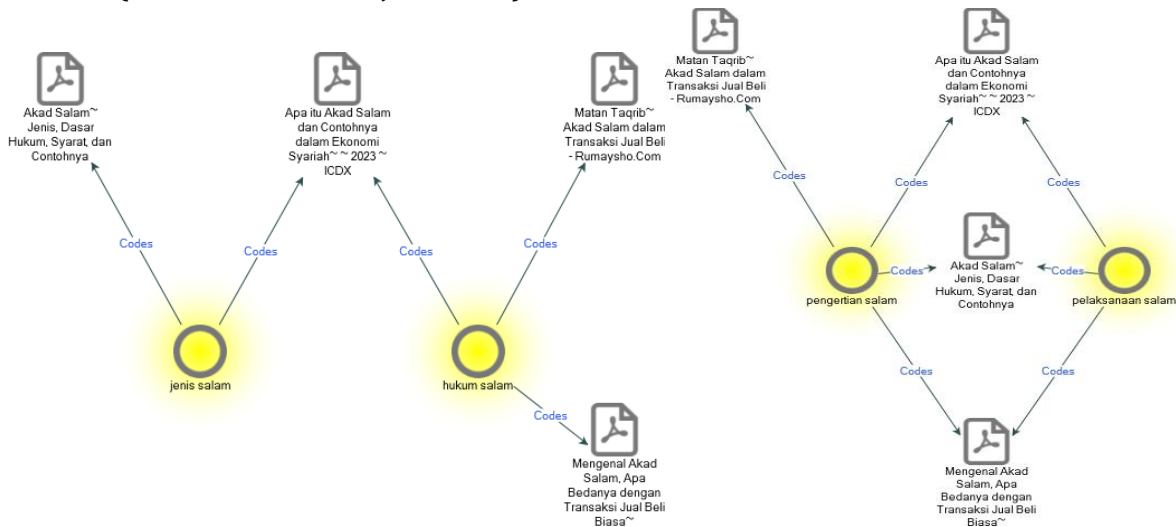 Akad Salam~
Jenis, Dasar
Hukum, Syarat, dan
Contohnya
Apa itu Akad Salam
dan Contohnya
dalam Ekonomi
Syariah~ ~ 2023 ~
ICDX
Matan Taqrib~
Akad Salam dalam
Transaksi Jual Beli
- Rumaysho.Com
Codes
Codes
Codes
Codes
jenis salam
hukum salam
Codes
Mengenal Akad
Salam, Apa
Bedanya dengan
Transaksi Jual Beli
Biasa~
Matan Taqrib~
Akad Salam dalam
Transaksi Jual Beli
- Rumaysho.Com
Apa itu Akad Salam
dan Contohnya
dalam Ekonomi
Syariah~ ~ 2023 ~
ICDX
Codes
Codes
Codes
Codes
Akad Salam~
Jenis, Dasar
Hukum, Syarat, dan
Contohnya
Codes
pengertian salam
pelaksanaan salam
Codes
Codes
Mengenal Akad
Salam, Apa
Bedanya dengan
Transaksi Jual Beli
Biasa~